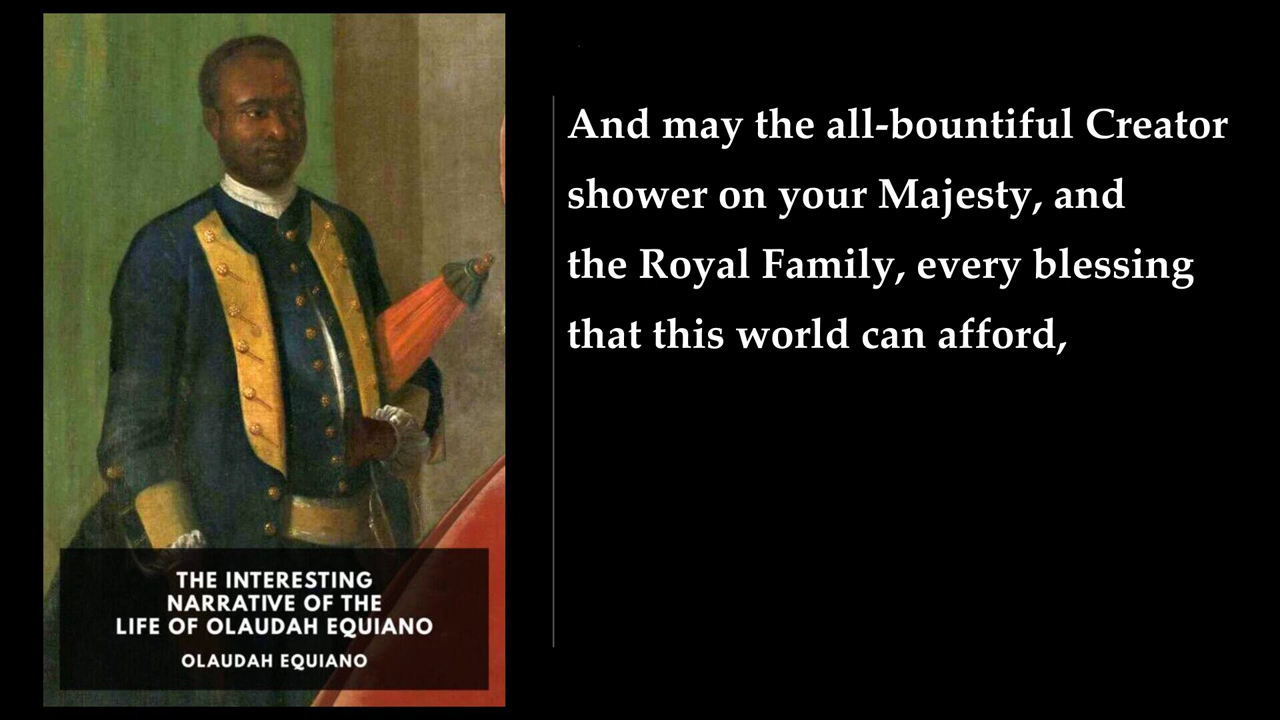 THE INTERESTING
NARRATIVE OF THE
LIFE OF OLAUDAH EQUIANO
OLAUDAH EQUIANO
And may the all-bountiful Creator
shower on your Majesty, and
the Royal Family, every blessing
that this world can afford,